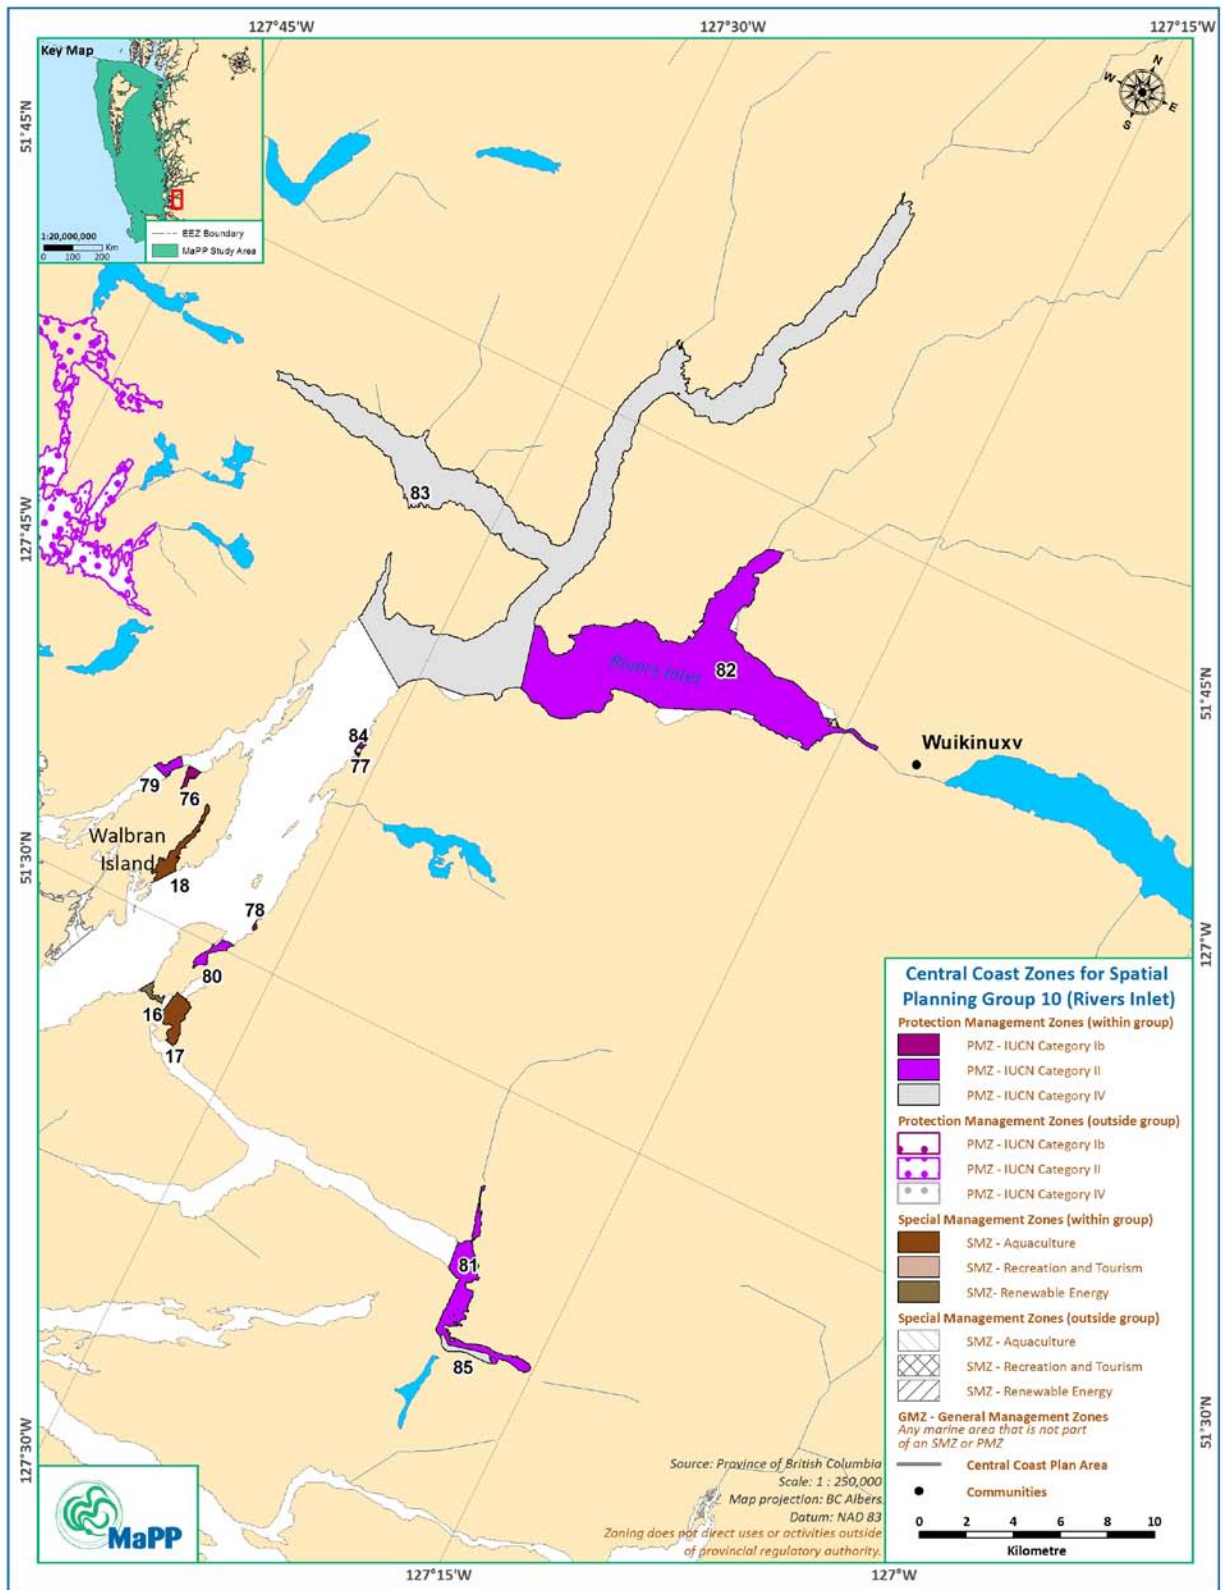 127°45'W
127°30'W
127°15'W
Key Map
1:20,000,000
Km
0 100 200
EEZ Boundary
MaPP Study Area
N
W
E
S
51°45'N
127°45'W
51°30'N
127°30'W
51°45'N
127°W
51°30'N
83
Rivers Inlet
82
84
77
Wuikinuxv
79
76
Walbran
Island
18
78
80
16
17
81
85
Central Coast Zones for Spatial
Planning Group 10 (Rivers Inlet)
Protection Management Zones (within group)
PMZ - IUCN Category Ib
PMZ - IUCN Category II
PMZ - IUCN Category IV
Protection Management Zones (outside group)
PMZ - IUCN Category Ib
PMZ - IUCN Category II
PMZ - IUCN Category IV
Special Management Zones (within group)
SMZ - Aquaculture
SMZ - Recreation and Tourism
SMZ- Renewable Energy
Special Management Zones (outside group)
SMZ - Aquaculture
SMZ - Recreation and Tourism
SMZ - Renewable Energy
GMZ - General Management Zones
Any marine area that is not part
of an SMZ or PMZ
Central Coast Plan Area
Communities
0 2 4 6 8 10
Kilometre
Source: Province of British Columbia
Scale: 1 : 250,000
Map projection: BC Albers
Datum: NAD 83
Zoning does not direct uses or activities outside
of provincial regulatory authority.
MaPP
127°15'W
127°W